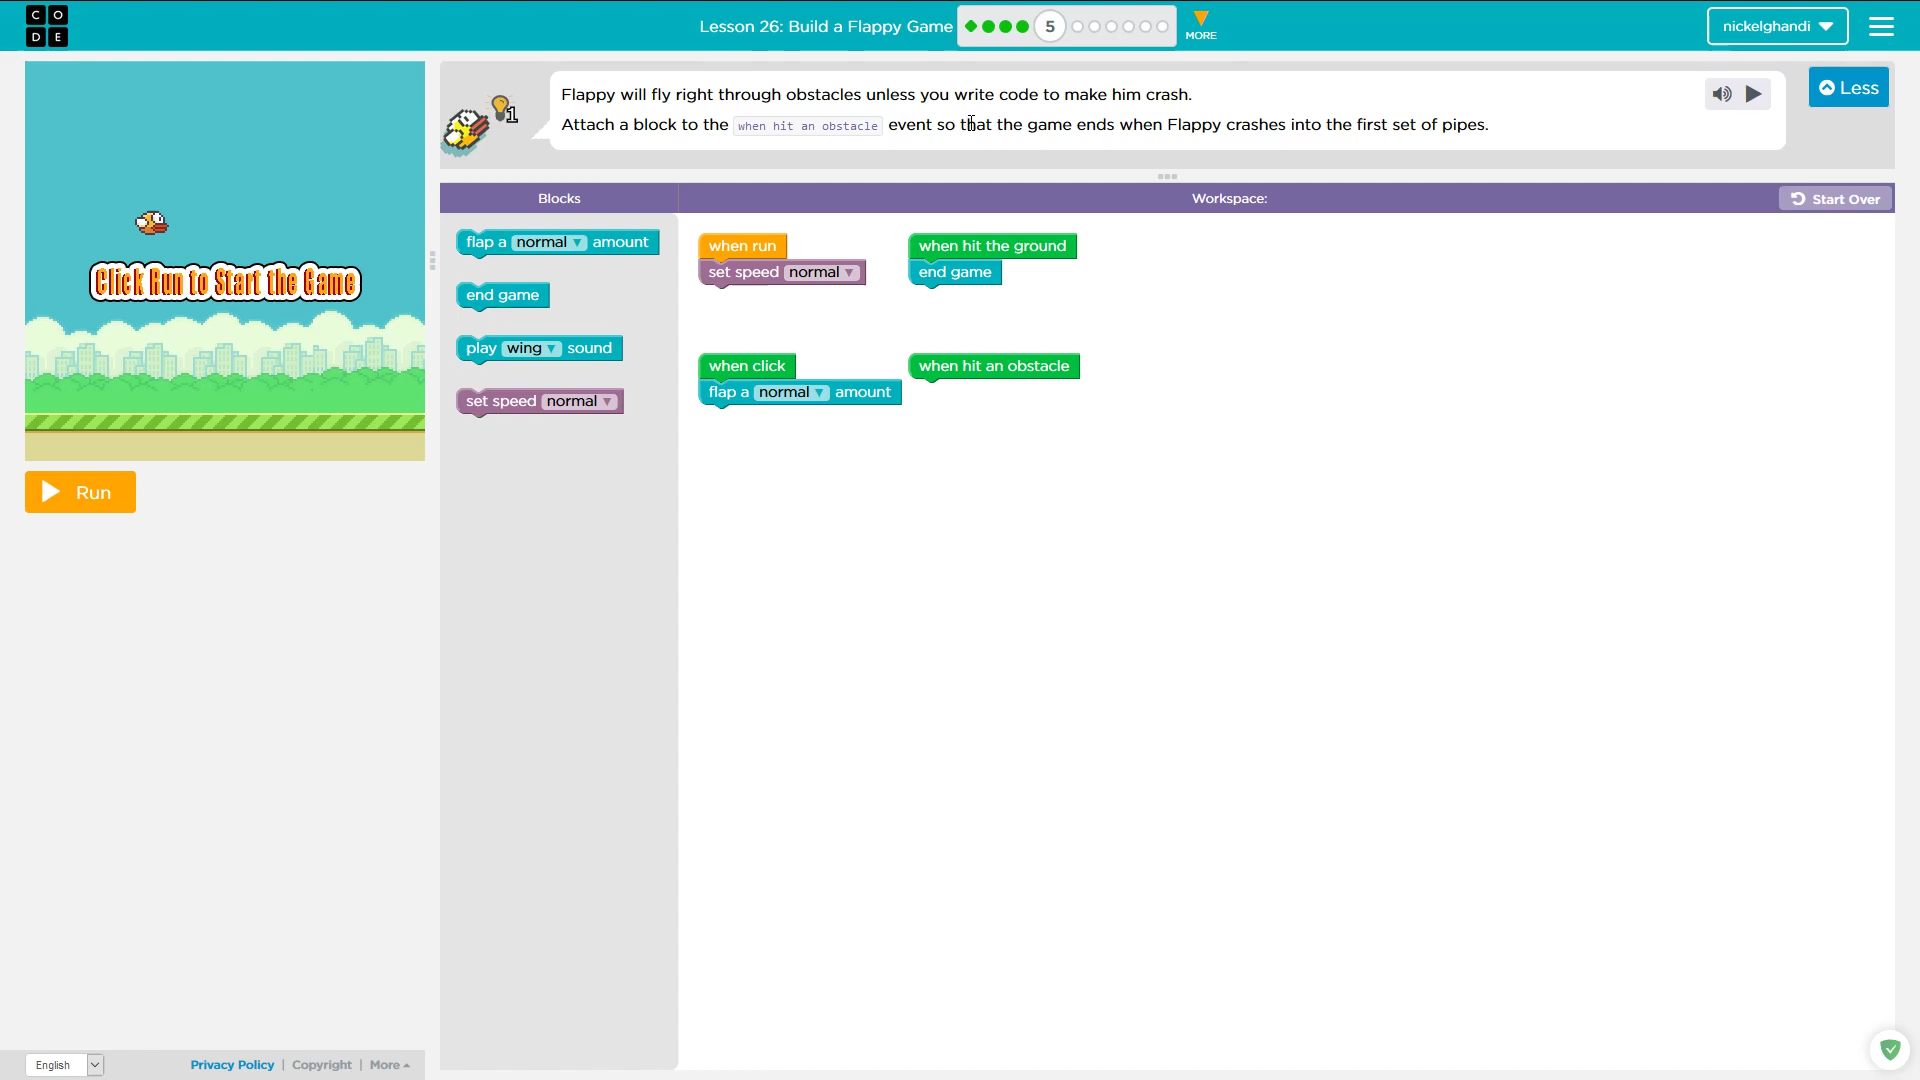 C O
D E
Lesson 26: Build a Flappy Game
5
MORE
nickelghandi
Flappy will fly right through obstacles unless you write code to make him crash.
Attach a block to the when hit an obstacle event so that the game ends when Flappy crashes into the first set of pipes.
1
Less
Blocks
Workspace:
Start Over
Click Run to Start the Game
Run
flap a normal amount
end game
play wing sound
set speed normal
when run
set speed normal
when hit the ground
end game
when click
flap a normal amount
when hit an obstacle
English
Privacy Policy | Copyright | More